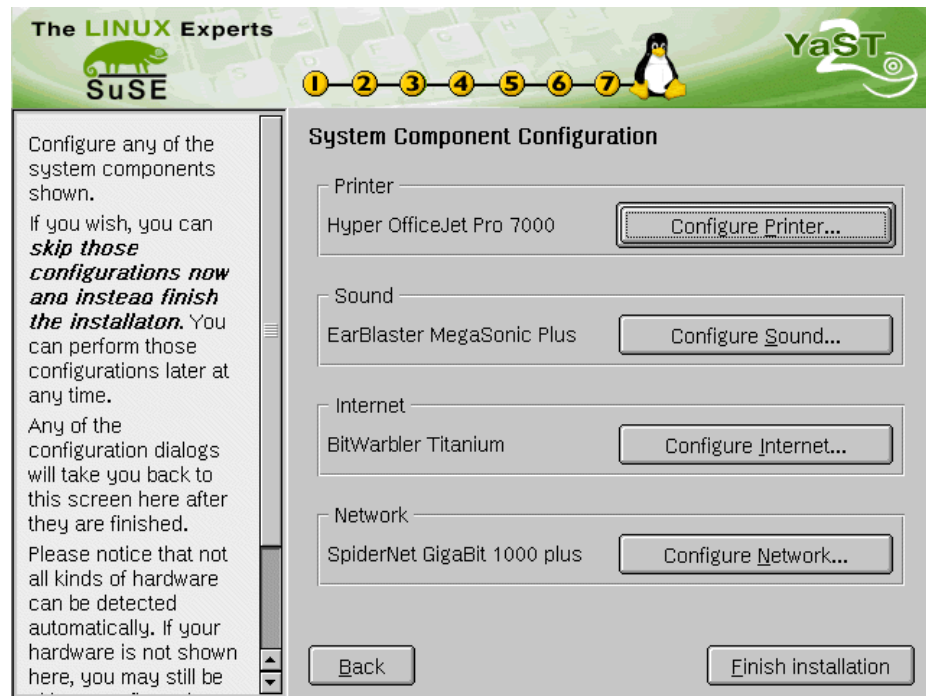 The LINUX Experts
SuSE
1 2 3 4 5 6 7
YaST
2
Configure any of the
system components
shown.
If you wish, you can
skip those
configurations now
and instead finish
the installaton. You
can perform those
configurations later at
any time.
Any of the
configuration dialogs
will take you back to
this screen here after
they are finished.
Please notice that not
all kinds of hardware
can be detected
automatically. If your
hardware is not shown
here, you may still be
System Component Configuration
Printer
Hyper OfficeJet Pro 7000
Configure Printer...
Sound
EarBlaster MegaSonic Plus
Configure Sound...
Internet
BitWarbler Titanium
Configure Internet...
Network
SpiderNet GigaBit 1000 plus
Configure Network...
Back
Finish installation